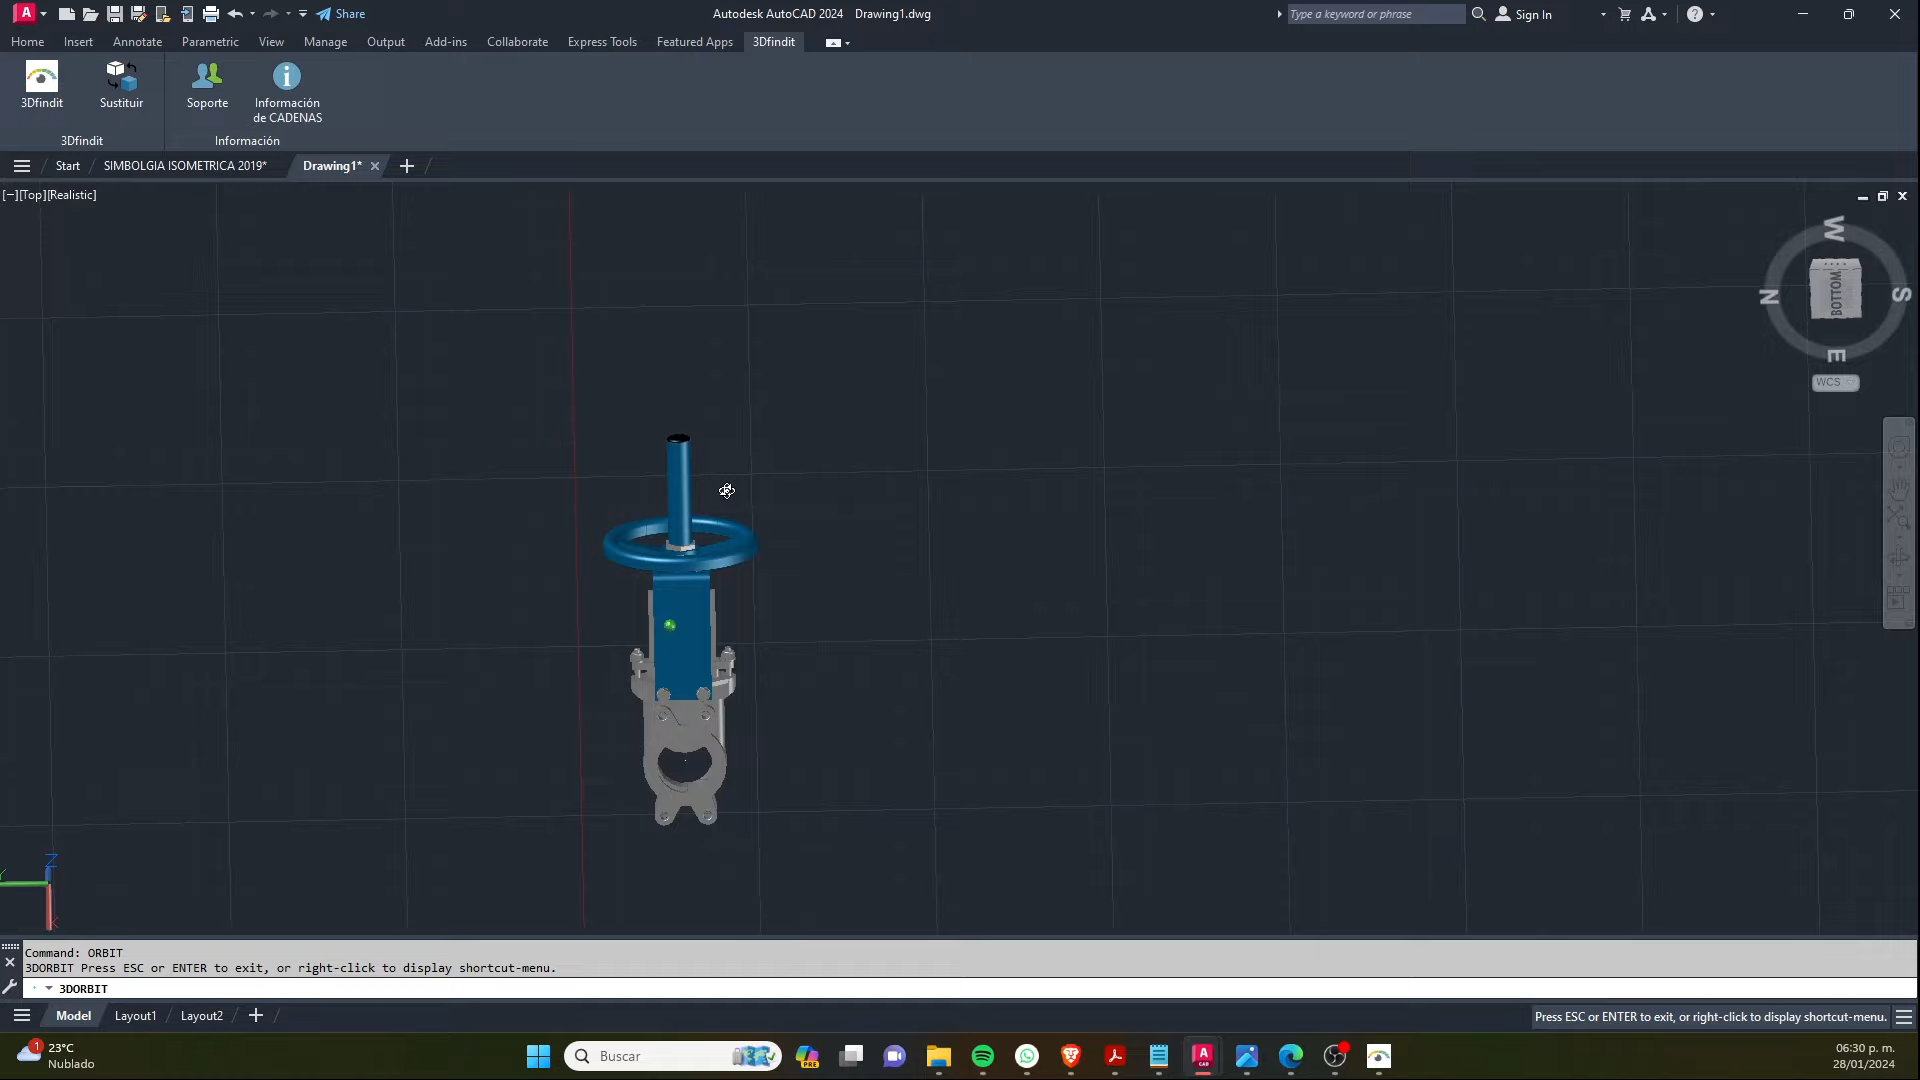 A
Share
Autodesk AutoCAD 2024 Drawing1.dwg
Type a keyword or phrase
Sign In
Home Insert Annotate Parametric View Manage Output Add-ins Collaborate Express Tools Featured Apps 3Dfindit
3Dfindit
Sustituir
Soporte
Información
de CADENAS
3Dfindit
Información
Start
SIMBOLGIA ISOMETRICA 2019*
Drawing1*
[−][Top][Realistic]
W
N
BOTTOM
S
E
WCS
Z
Command: ORBIT
3DORBIT Press ESC or ENTER to exit, or right-click to display shortcut-menu.
3DORBIT
Model
Layout1
Layout2
Press ESC or ENTER to exit, or right-click to display shortcut-menu.
1
23°C
Nublado
Buscar
PRE
A
CAD
06:30 p. m.
28/01/2024